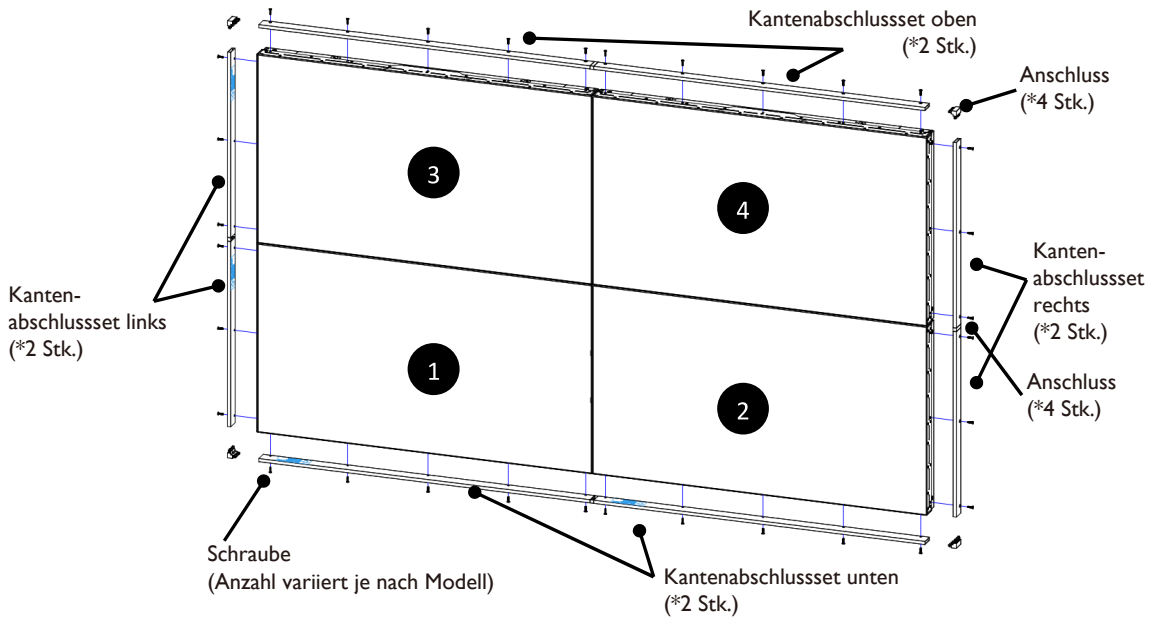 Kantenabschlussset oben
(*2 Stk.)
Anschluss
(*4 Stk.)
3
4
Kanten-
abschlussset
rechts
(*2 Stk.)
Kanten-
abschlussset links
(*2 Stk.)
1
2
Anschluss
(*4 Stk.)
Schraube
(Anzahl variiert je nach Modell)
Kantenabschlussset unten
(*2 Stk.)